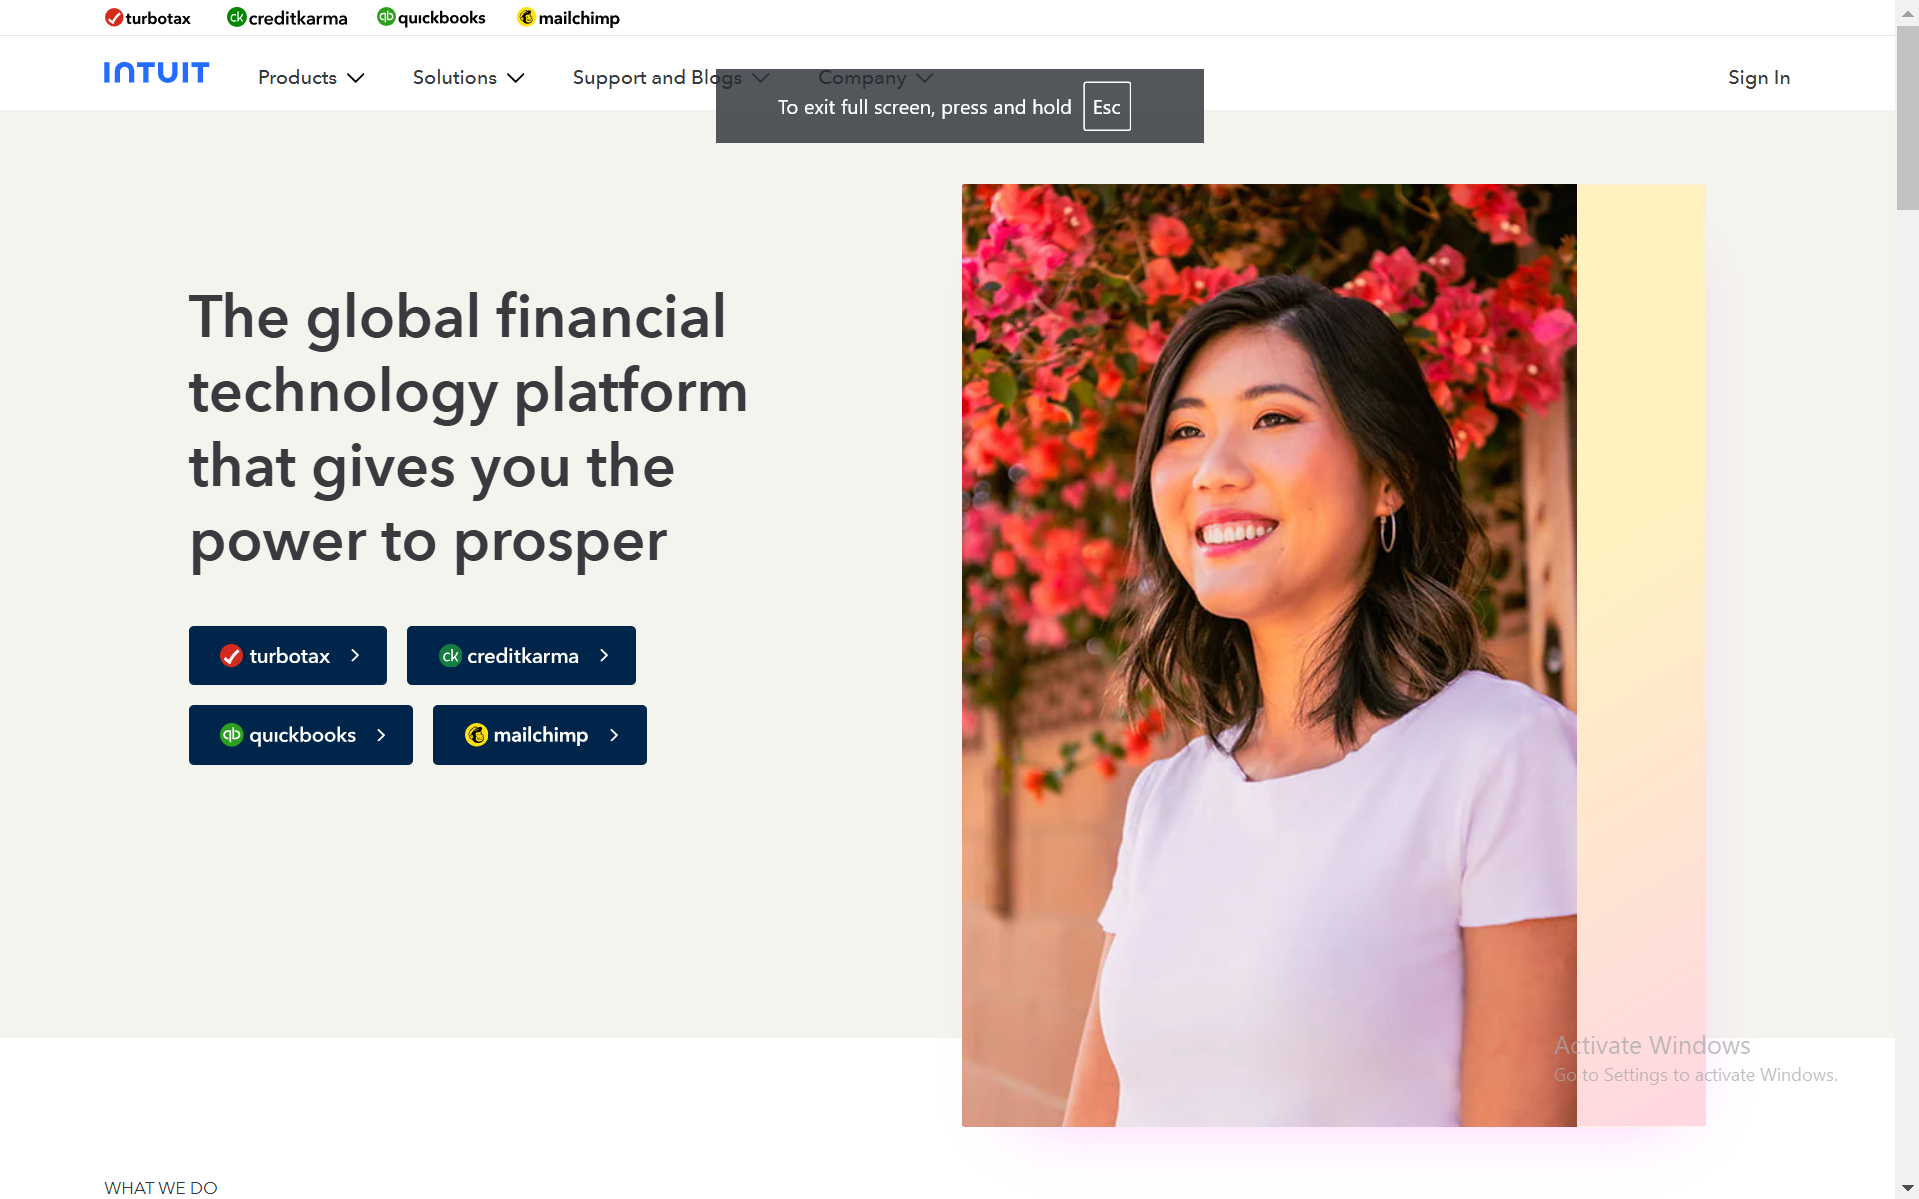 turbotax
ck creditkarma
qb quickbooks
mailchimp
INTUIT
Products
Solutions
Support and Blogs
Company
Sign In
To exit full screen, press and hold Esc
The global financial
technology platform
that gives you the
power to prosper
turbotax
ck creditkarma
qb quickbooks
mailchimp
Activate Windows
Go to Settings to activate Windows.
WHAT WE DO